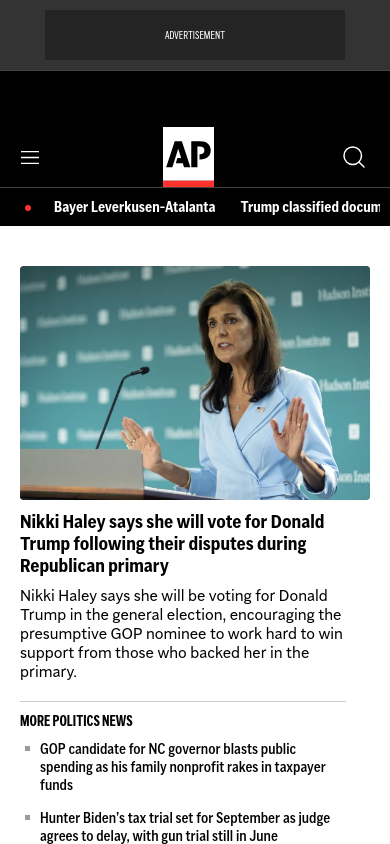 ADVERTISEMENT
AP
Bayer Leverkusen-Atalanta
Trump classified docum
Hudson Institute
Hudson Inst
Nikki Haley says she will vote for Donald
Trump following their disputes during
Republican primary
Nikki Haley says she will be voting for Donald
Trump in the general election, encouraging the
presumptive GOP nominee to work hard to win
support from those who backed her in the
primary.
MORE POLITICS NEWS
GOP candidate for NC governor blasts public
spending as his family nonprofit rakes in taxpayer
funds
Hunter Biden's tax trial set for September as judge
agrees to delay, with gun trial still in June